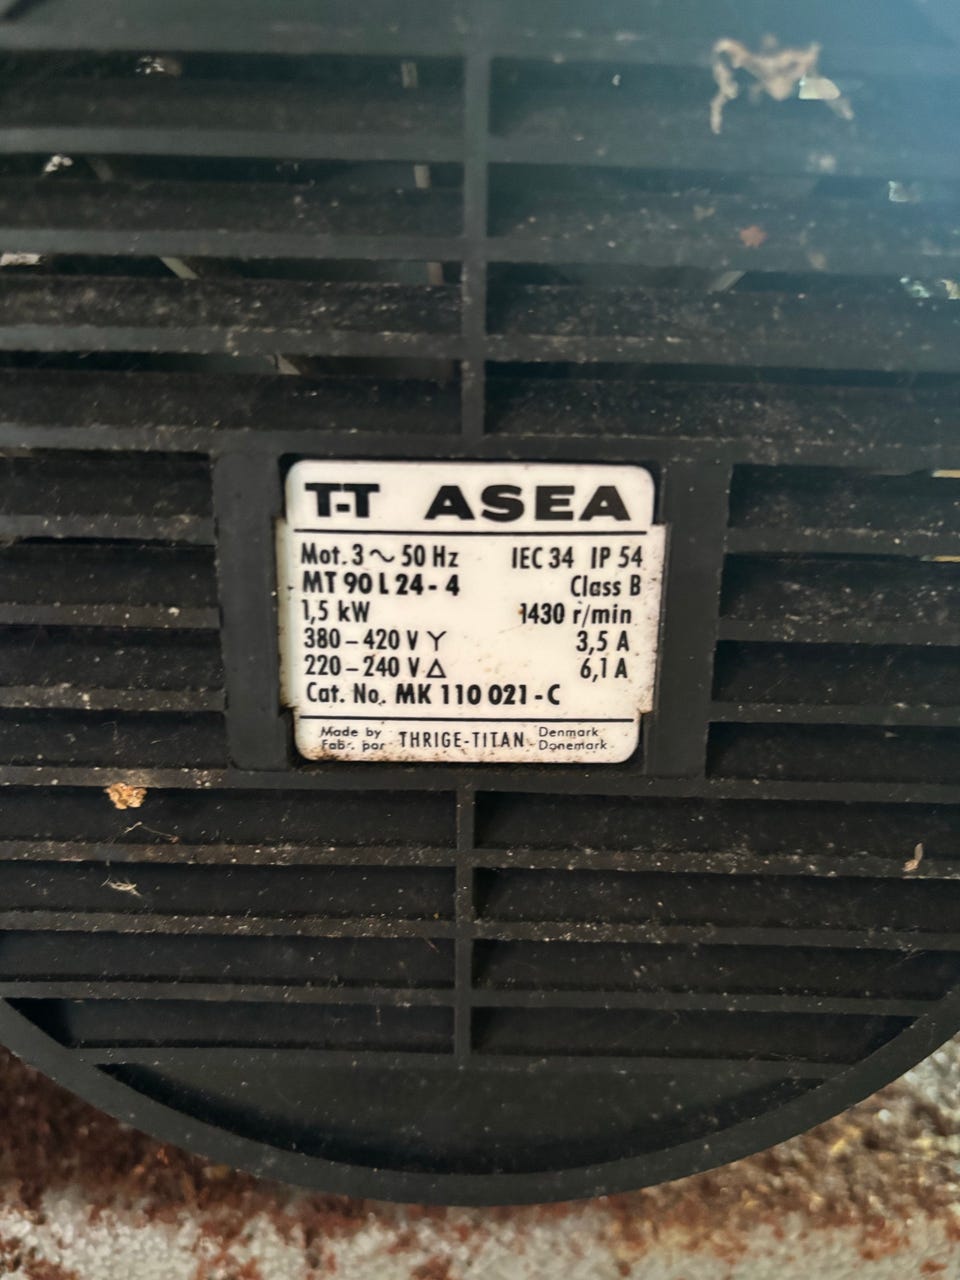 T-T ASEA
Mot. 3 ~ 50 Hz IEC 34 IP 54
MT 90 L 24 - 4 Class B
1,5 kW 1430 r/min
380 – 420 V Y 3,5 A
220 – 240 V △ 6,1 A
Cat. No. MK 110 021 - C
Made by THRIGE-TITAN Denmark
Fabr. par Danemark